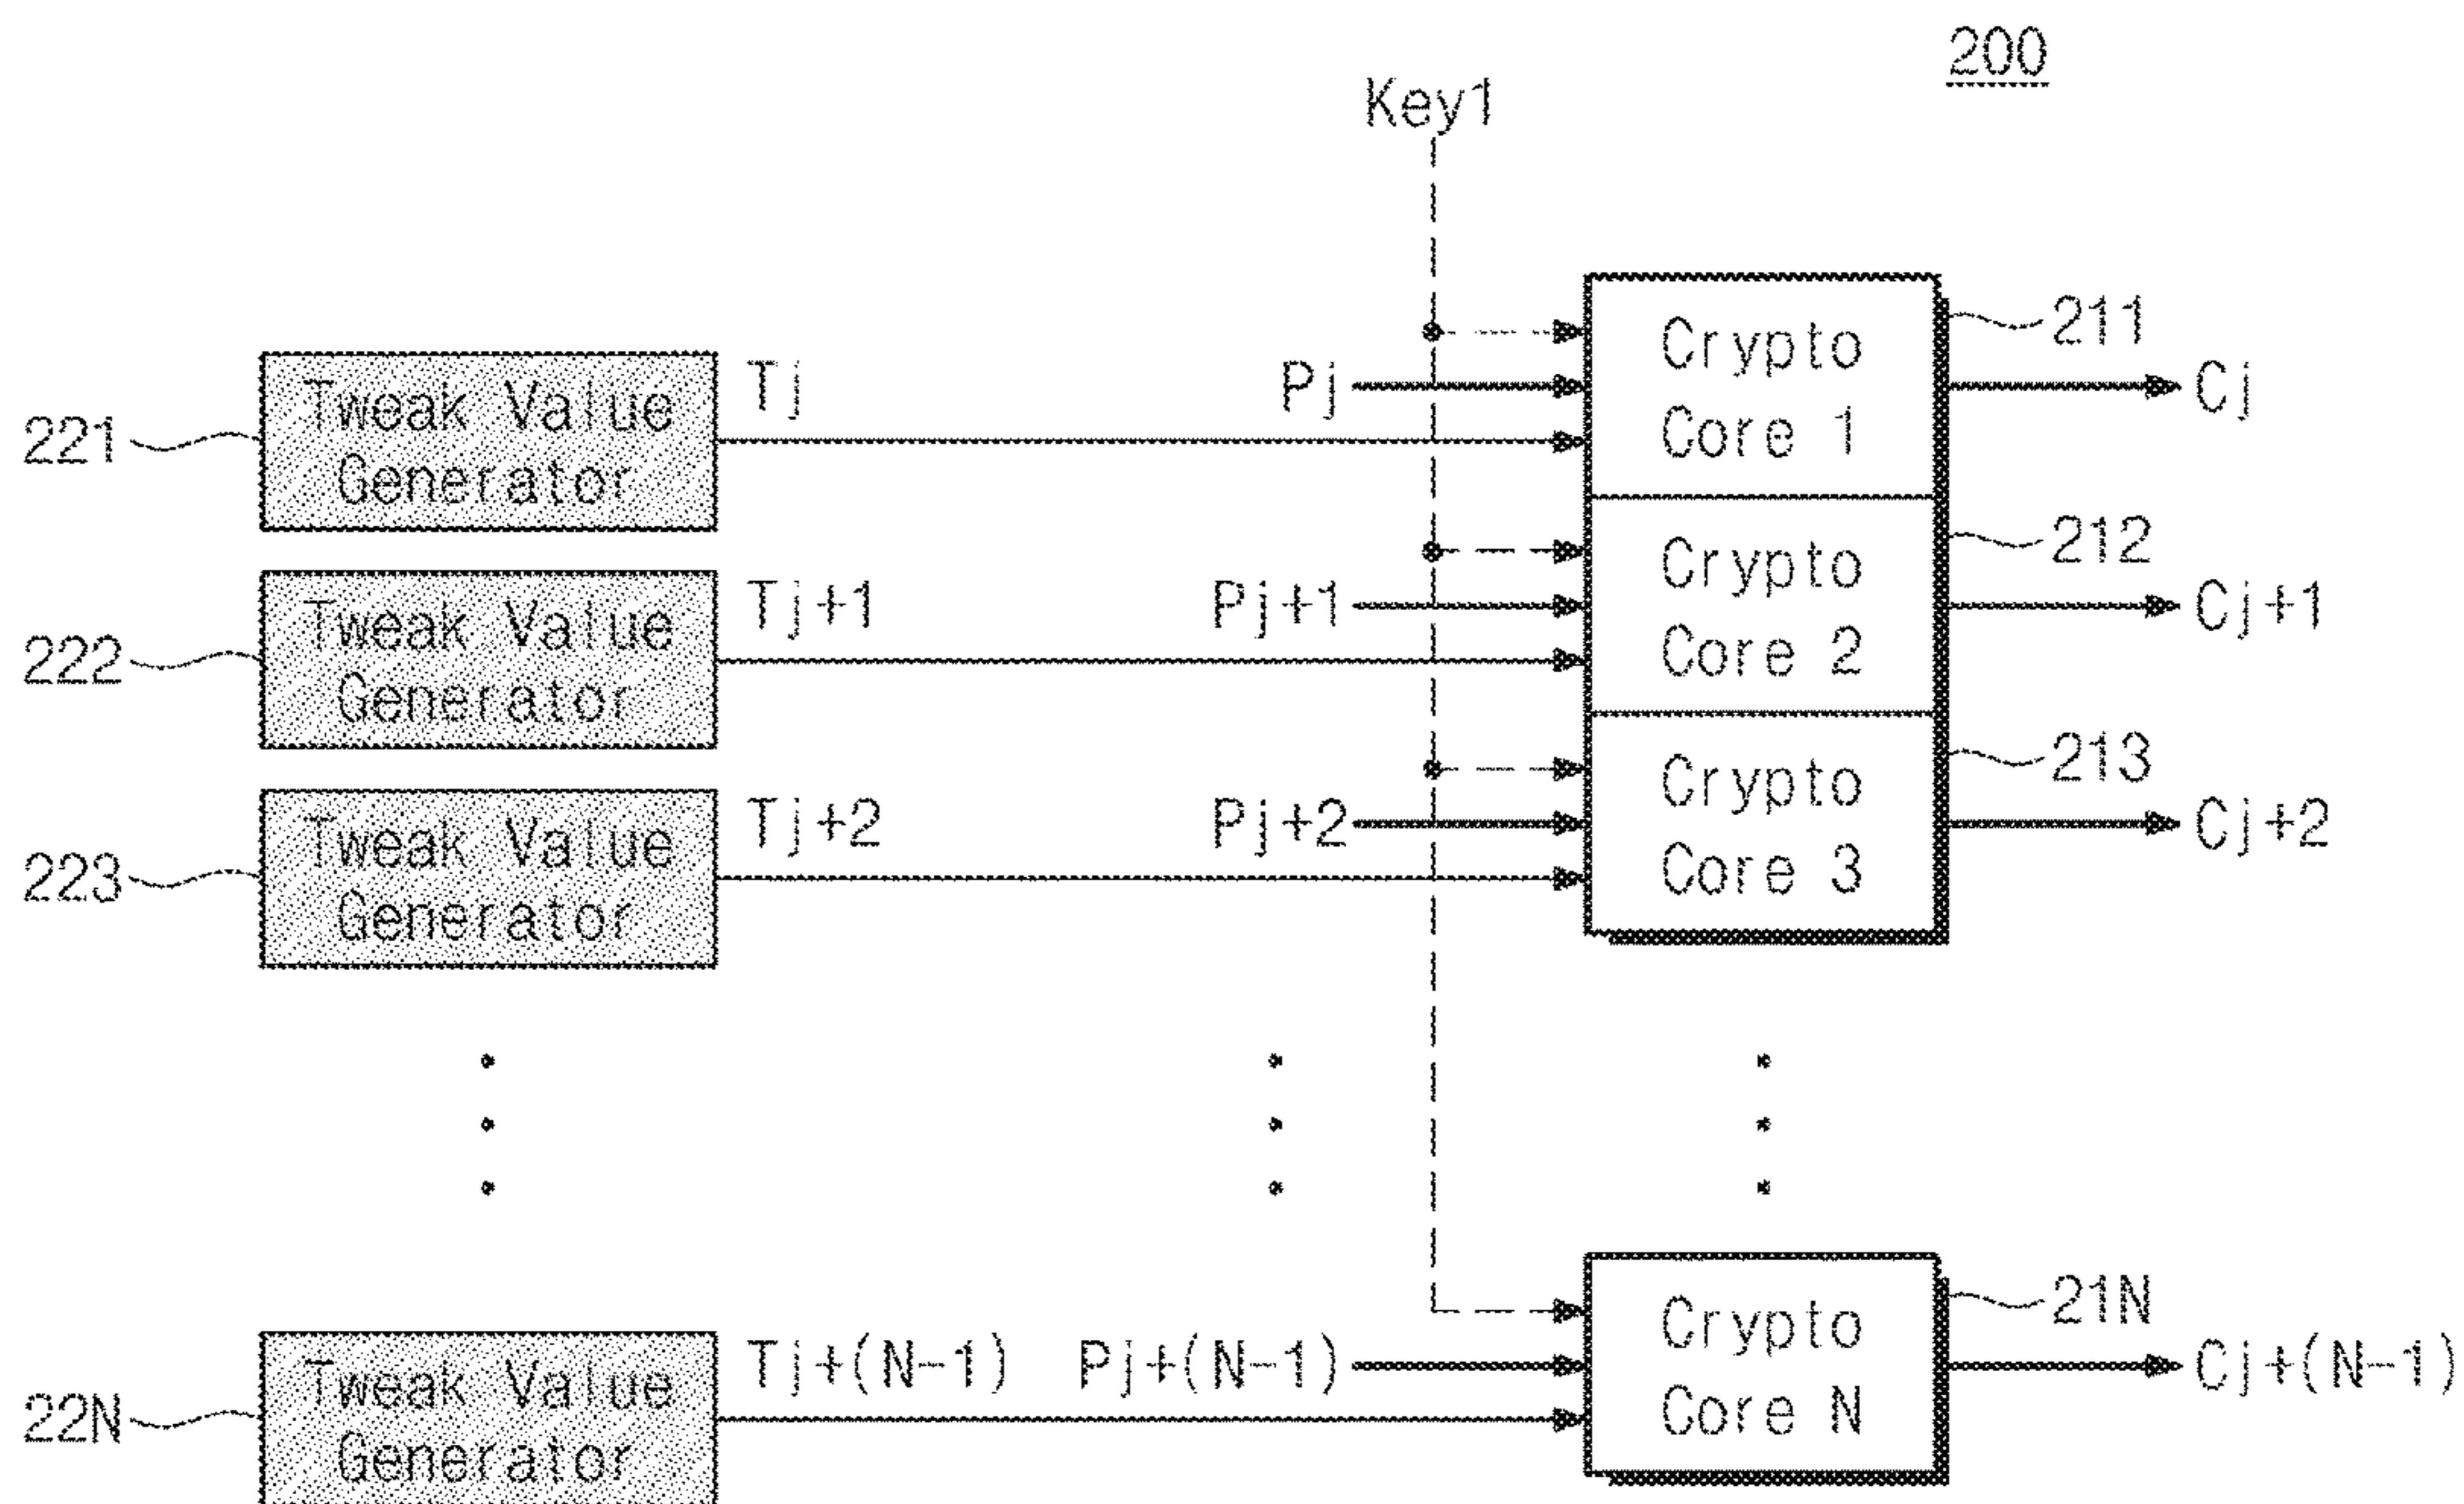 200
Key1
Crypto
Core 1
211
Tweak Value
Generator
221
Tj
Pj
Cj
Crypto
Core 2
212
Tweak Value
Generator
222
Tj+1
Pj+1
Cj+1
Crypto
Core 3
213
Tweak Value
Generator
223
Tj+2
Pj+2
Cj+2
Crypto
Core N
21N
Tweak Value
Generator
22N
Tj+(N-1)
Pj+(N-1)
Cj+(N-1)